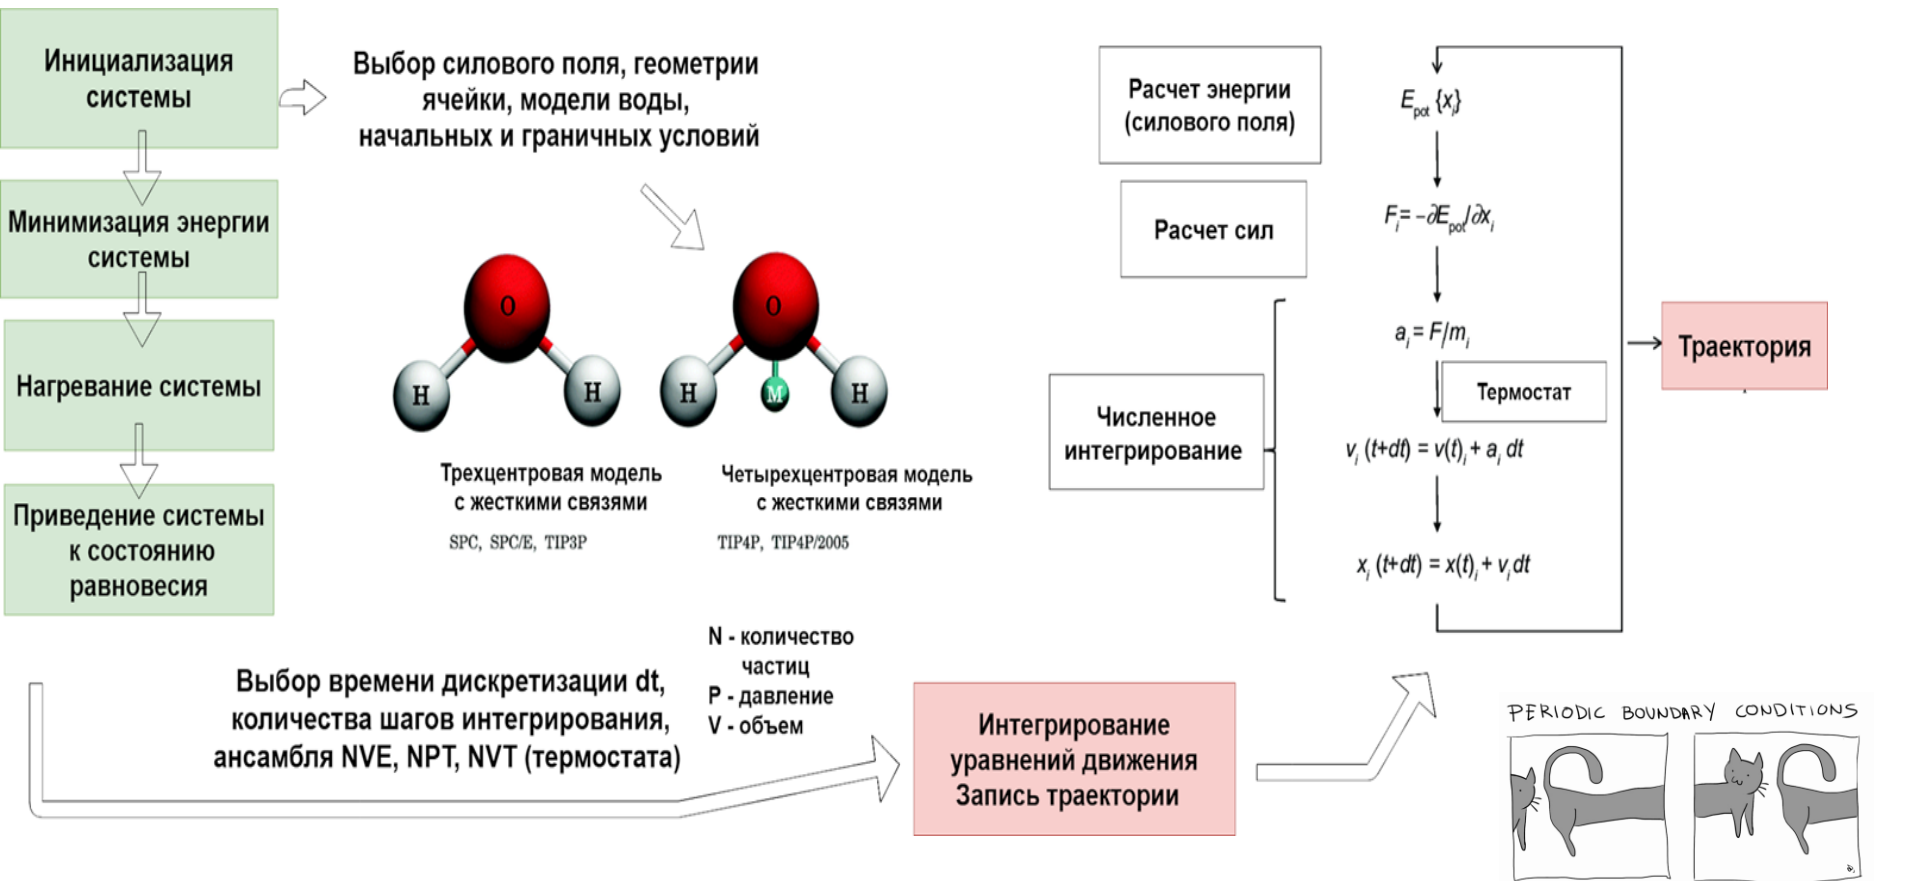 Инициализация
системы
Минимизация энергии
системы
Нагревание системы
Приведение системы
к состоянию
равновесия
Выбор силового поля, геометрии
ячейки, модели воды,
начальных и граничных условий
O
H
H
O
H
M
H
Трехцентровая модель
с жесткими связями
SPC, SPC/E, TIP3P
Четырехцентровая модель
с жесткими связями
TIP4P, TIP4P/2005
Выбор времени дискретизации dt,
количества шагов интегрирования,
ансамбля NVE, NPT, NVT (термостата)
N - количество
частиц
P - давление
V - объем
Интегрирование
уравнений движения
Запись траектории
Расчет энергии
(силового поля)
Расчет сил
Численное
интегрирование
E_pot {x_i}
F_i = -∂E_pot/∂x_i
a_i = F/m_i
Термостат
v_i (t+dt) = v(t)_i + a_i dt
x_i (t+dt) = x(t)_i + v_i dt
Траектория
PERIODIC BOUNDARY CONDITIONS